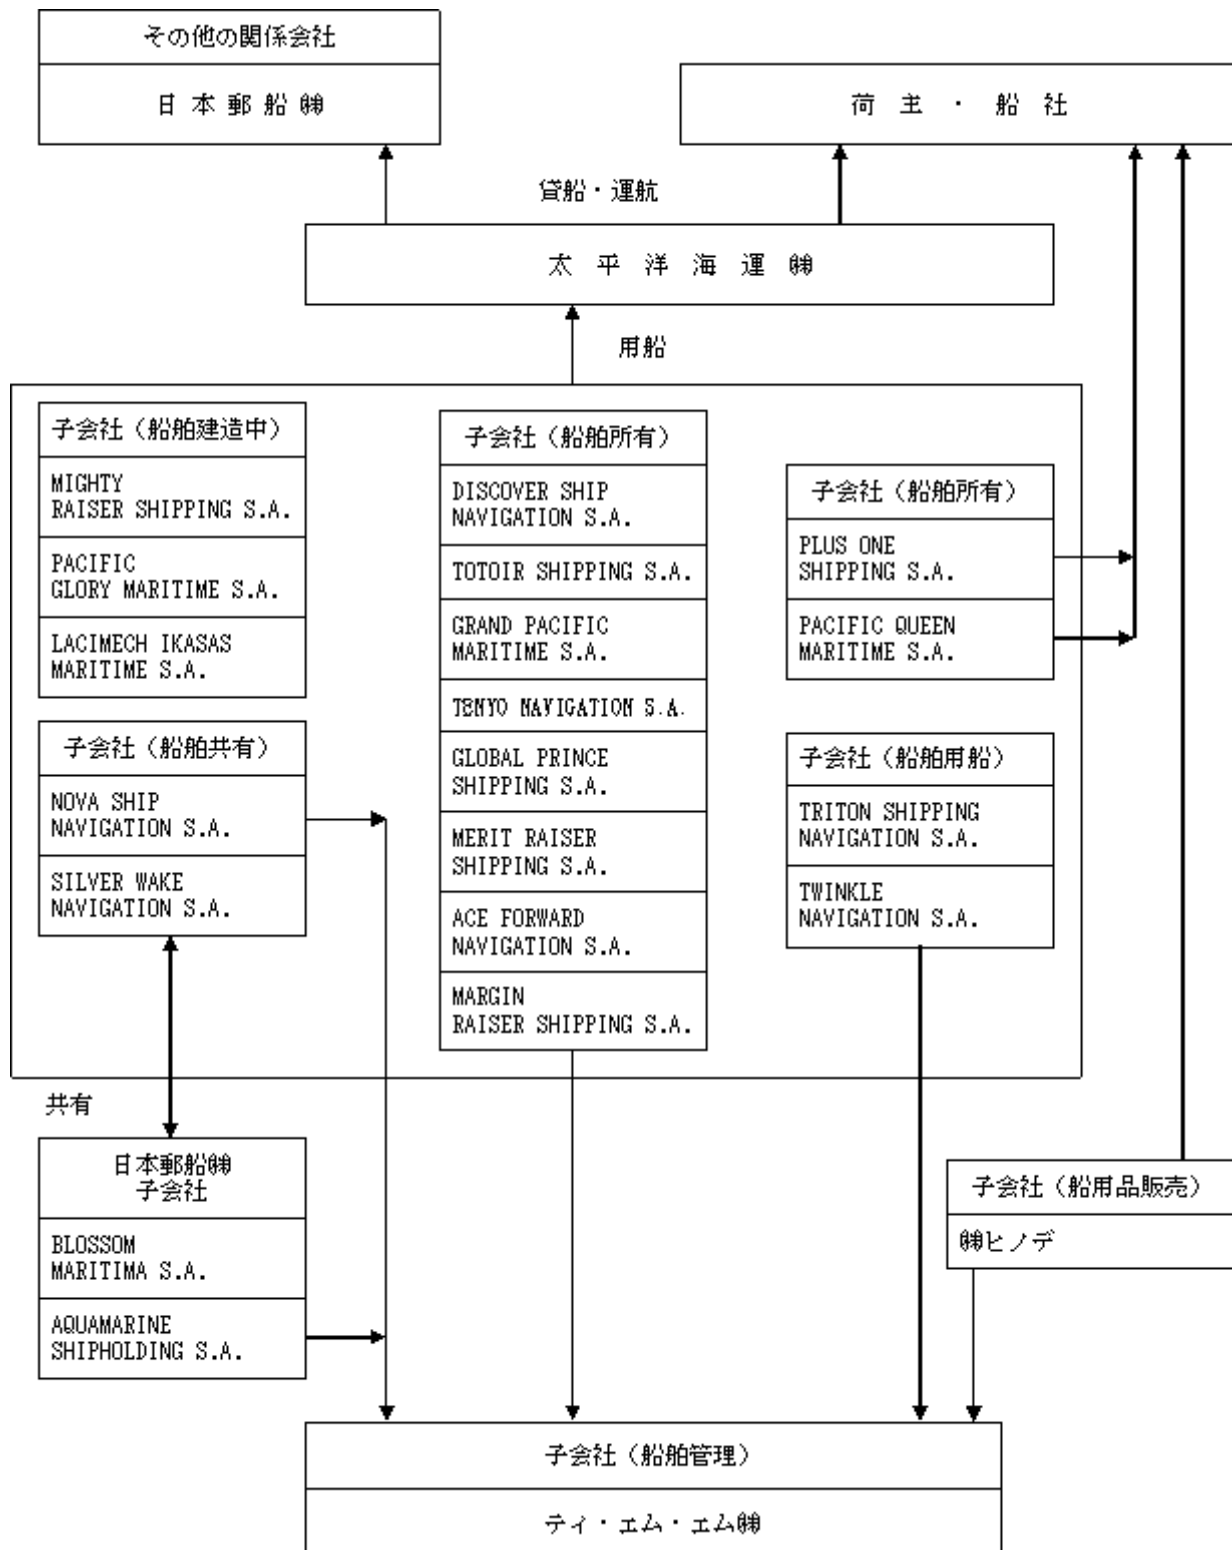 その他の関係会社
日本郵船㈱
荷主・船社
貸船・運航
太平洋海運㈱
用船
子会社（船舶建造中）
MIGHTY
RAISER SHIPPING S.A.
PACIFIC
GLORY MARITIME S.A.
LACIMECH IKASAS
MARITIME S.A.
子会社（船舶共有）
NOVA SHIP
NAVIGATION S.A.
SILVER WAKE
NAVIGATION S.A.
子会社（船舶所有）
DISCOVER SHIP
NAVIGATION S.A.
TOTOIR SHIPPING S.A.
GRAND PACIFIC
MARITIME S.A.
TENYO NAVIGATION S.A.
GLOBAL PRINCE
SHIPPING S.A.
MERIT RAISER
SHIPPING S.A.
ACE FORWARD
NAVIGATION S.A.
MARGIN
RAISER SHIPPING S.A.
子会社（船舶所有）
PLUS ONE
SHIPPING S.A.
PACIFIC QUEEN
MARITIME S.A.
子会社（船舶用船）
TRITON SHIPPING
NAVIGATION S.A.
TWINKLE
NAVIGATION S.A.
共有
日本郵船㈱
子会社
BLOSSOM
MARITIMA S.A.
AQUAMARINE
SHIPHOLDING S.A.
子会社（船用品販売）
㈱ヒノデ
子会社（船舶管理）
ティ・エム・エム㈱